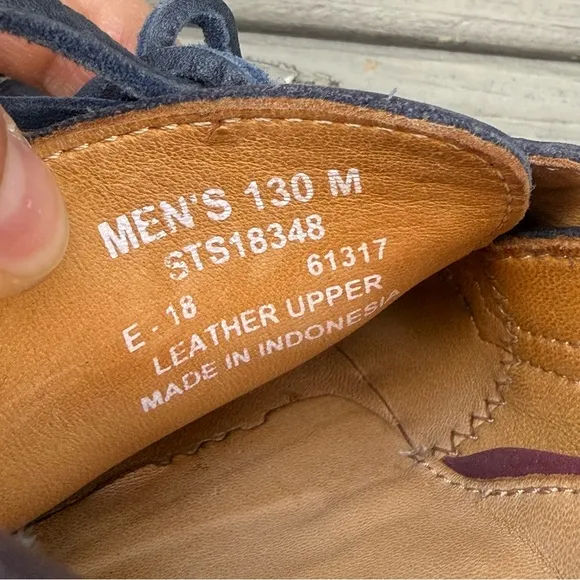 MEN'S 130 M
STS18348
E - 18 61317
LEATHER UPPER
MADE IN INDONESIA